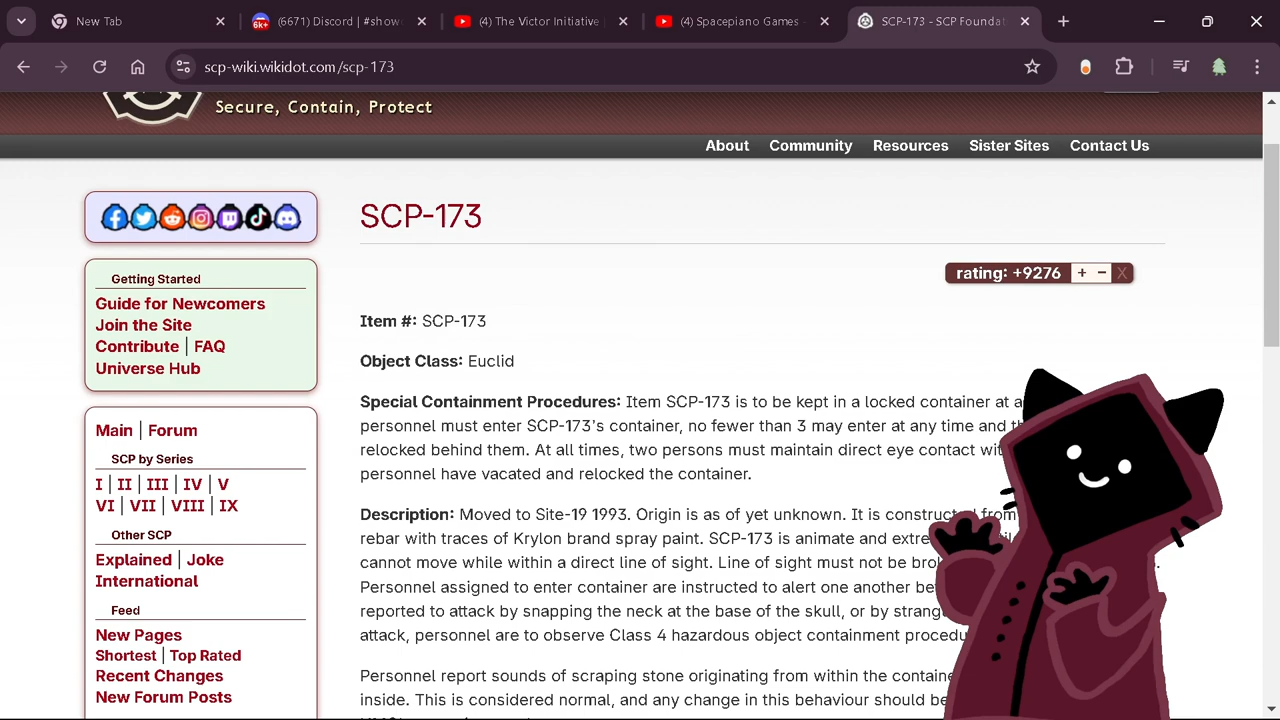 New Tab
(6671) Discord | #show
(4) The Victor Initiative
(4) Spacepiano Games -
SCP-173 - SCP Foundat
6k+
scp-wiki.wikidot.com/scp-173
Secure, Contain, Protect
About Community Resources Sister Sites Contact Us
SCP-173
rating: +9276 + − X
Getting Started
Guide for Newcomers
Join the Site
Contribute | FAQ
Universe Hub
Main | Forum
SCP by Series
I | II | III | IV | V
VI | VII | VIII | IX
Other SCP
Explained | Joke
International
Feed
New Pages
Shortest | Top Rated
Recent Changes
New Forum Posts
Item #: SCP-173
Object Class: Euclid
Special Containment Procedures: Item SCP-173 is to be kept in a locked container at a
personnel must enter SCP-173's container, no fewer than 3 may enter at any time and
relocked behind them. At all times, two persons must maintain direct eye contact
personnel have vacated and relocked the container.
Description: Moved to Site-19 1993. Origin is as of yet unknown. It is constructed from
rebar with traces of Krylon brand spray paint. SCP-173 is animate and
cannot move while within a direct line of sight. Line of sight must not be
Personnel assigned to enter container are instructed to alert one another
reported to attack by snapping the neck at the base of the skull, or by
attack, personnel are to observe Class 4 hazardous object containment
Personnel report sounds of scraping stone originating from within the
inside. This is considered normal, and any change in this behaviour should be